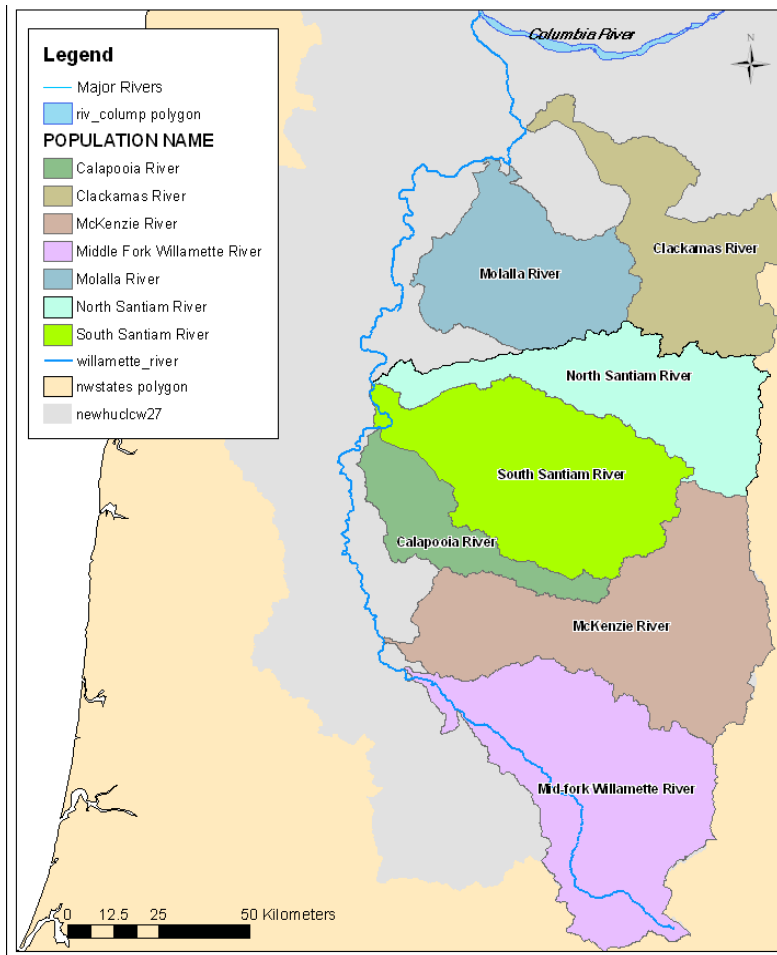 Columbia River
N
Legend
Major Rivers
riv_colump polygon
POPULATION NAME
Calapooia River
Clackamas River
McKenzie River
Middle Fork Willamette River
Molalla River
North Santiam River
South Santiam River
willamette_river
nwstates polygon
newhuclcw27
Clackamas River
Molalla River
North Santiam River
South Santiam River
Calapooia River
McKenzie River
Mid-fork Willamette River
0 12.5 25 50 Kilometers